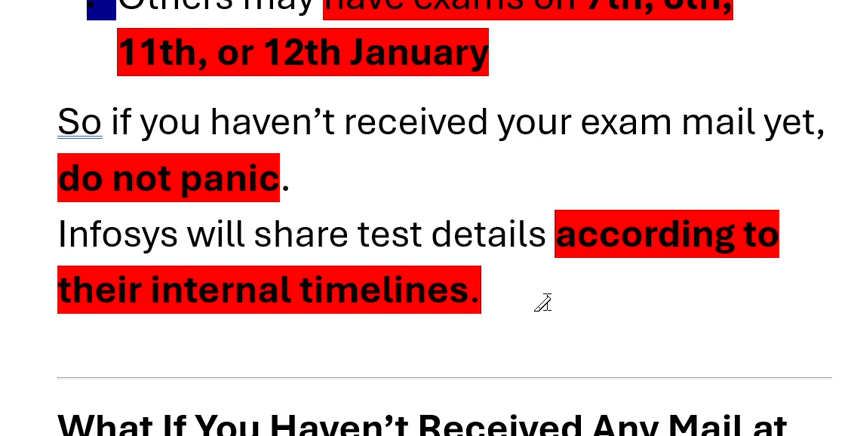 Others may have exams on 7th, 8th,
11th, or 12th January
So if you haven’t received your exam mail yet,
do not panic.
Infosys will share test details according to
their internal timelines.
What If You Haven’t Received Any Mail at